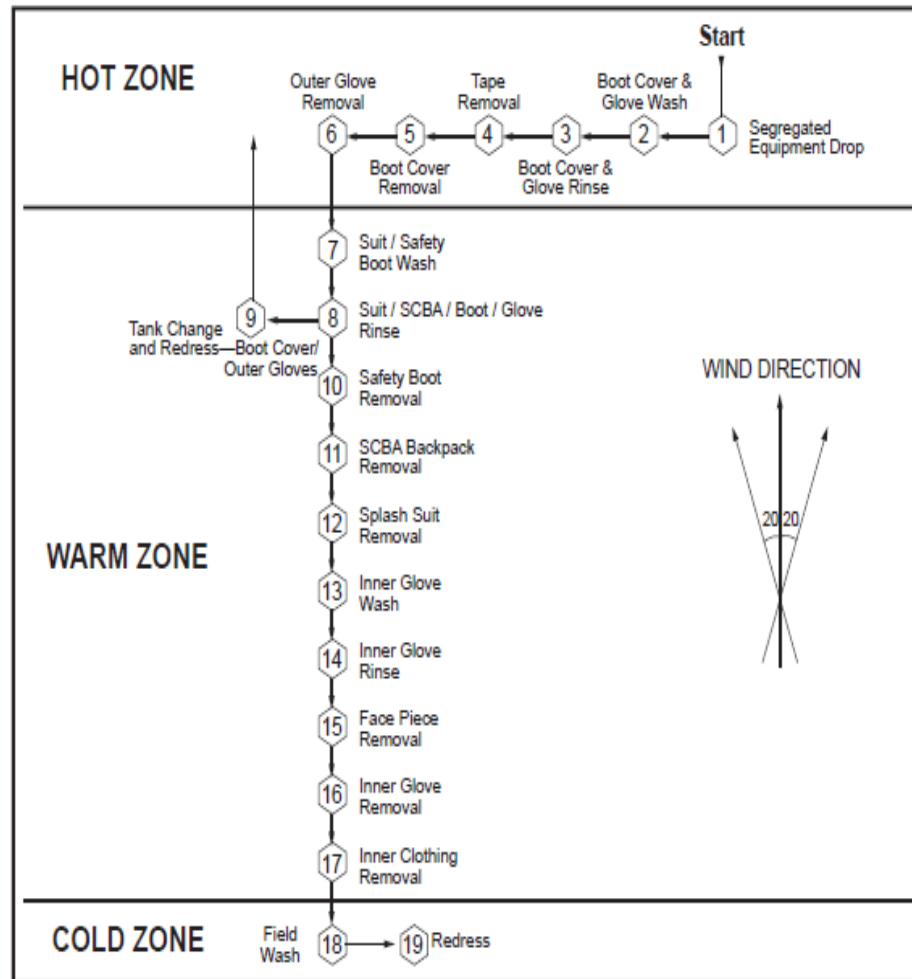 Start
HOT ZONE
Outer Glove
Removal
Tape
Removal
Boot Cover &
Glove Wash
6
5
4
3
2
1
Segregated
Equipment Drop
Boot Cover
Removal
Boot Cover &
Glove Rinse
7
Suit / Safety
Boot Wash
9
8
Suit / SCBA / Boot / Glove
Rinse
Tank Change
and Redress—Boot Cover/
Outer Gloves
10
Safety Boot
Removal
WIND DIRECTION
20 20
11
SCBA Backpack
Removal
12
Splash Suit
Removal
WARM ZONE
13
Inner Glove
Wash
14
Inner Glove
Rinse
15
Face Piece
Removal
16
Inner Glove
Removal
17
Inner Clothing
Removal
COLD ZONE
Field
Wash
18
19
Redress